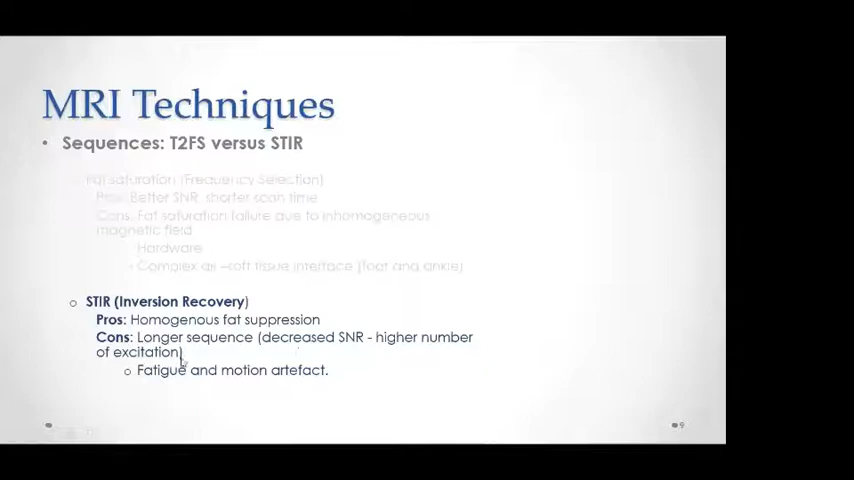 MRI Techniques
• Sequences: T2FS versus STIR
Fat saturation (Frequency Selection)
Pros: Better SNR, shorter scan time
Cons: Fat saturation failure due to inhomogeneous
magnetic field
Hardware
Complex air –soft tissue interface (foot and ankle)
o STIR (Inversion Recovery)
Pros: Homogenous fat suppression
Cons: Longer sequence (decreased SNR - higher number
of excitation)
o Fatigue and motion artefact.
9